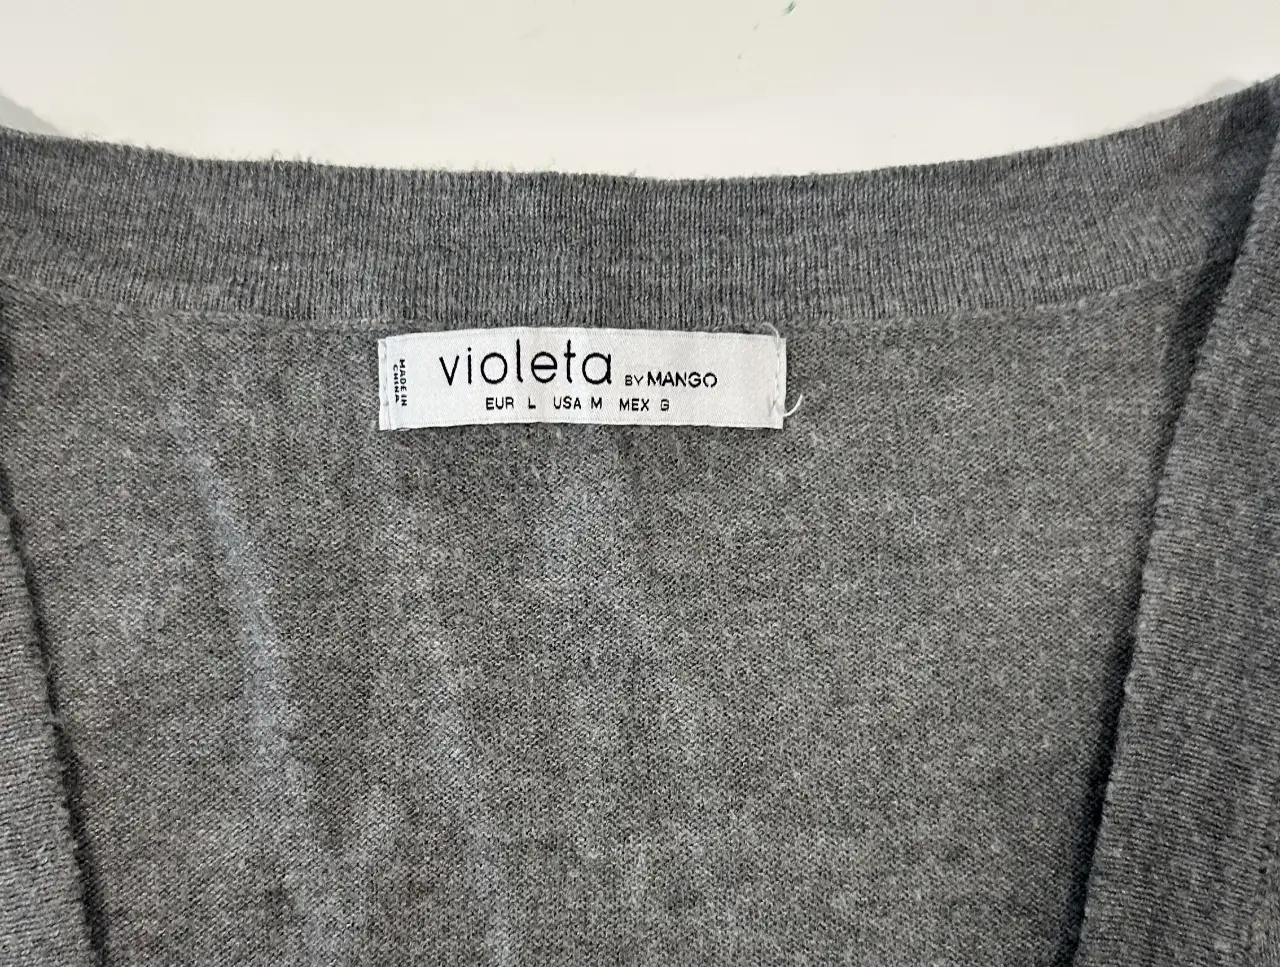 MADE IN
CHINA
violeta BY MANGO
EUR L USA M MEX G